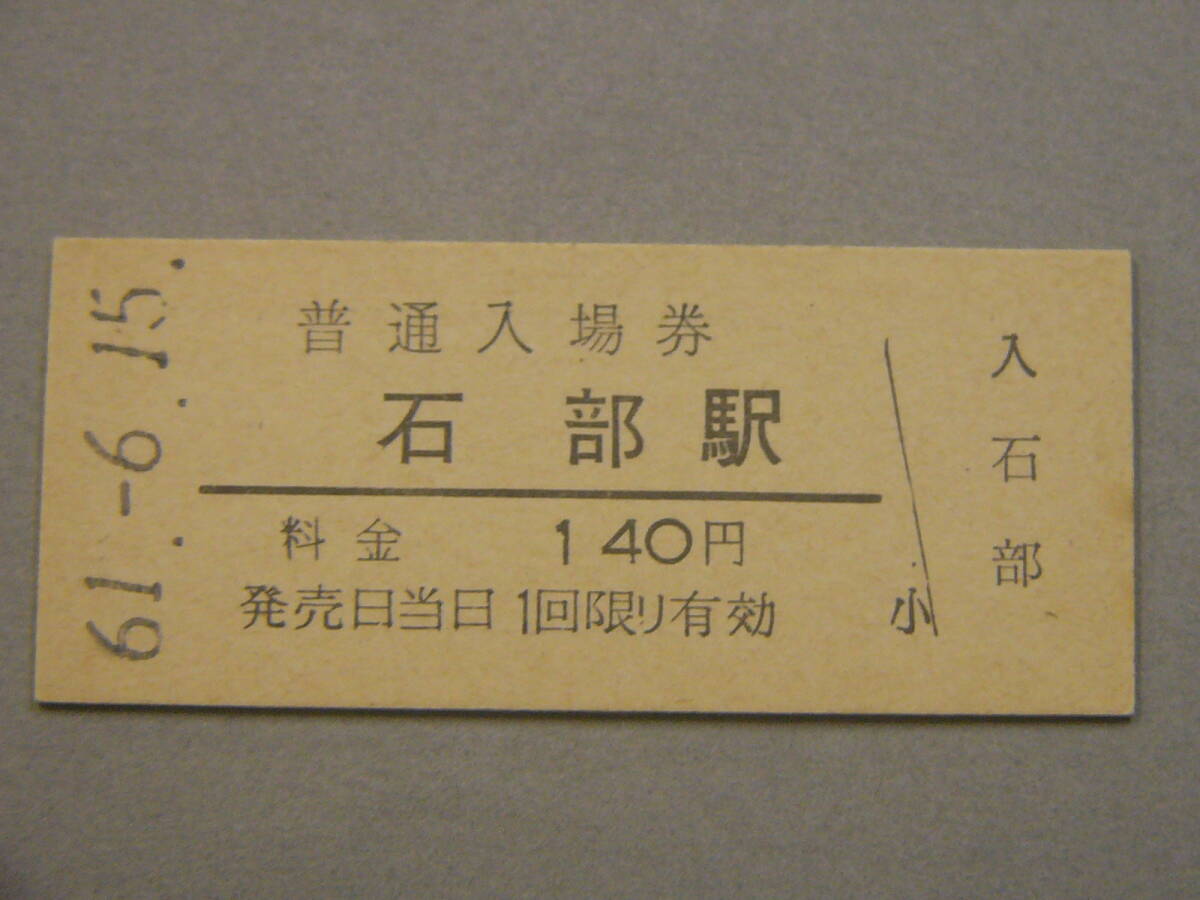 61.-6.15.
普通入場券
石部駅
料金 140円
発売日当日1回限り有効
小
入石部